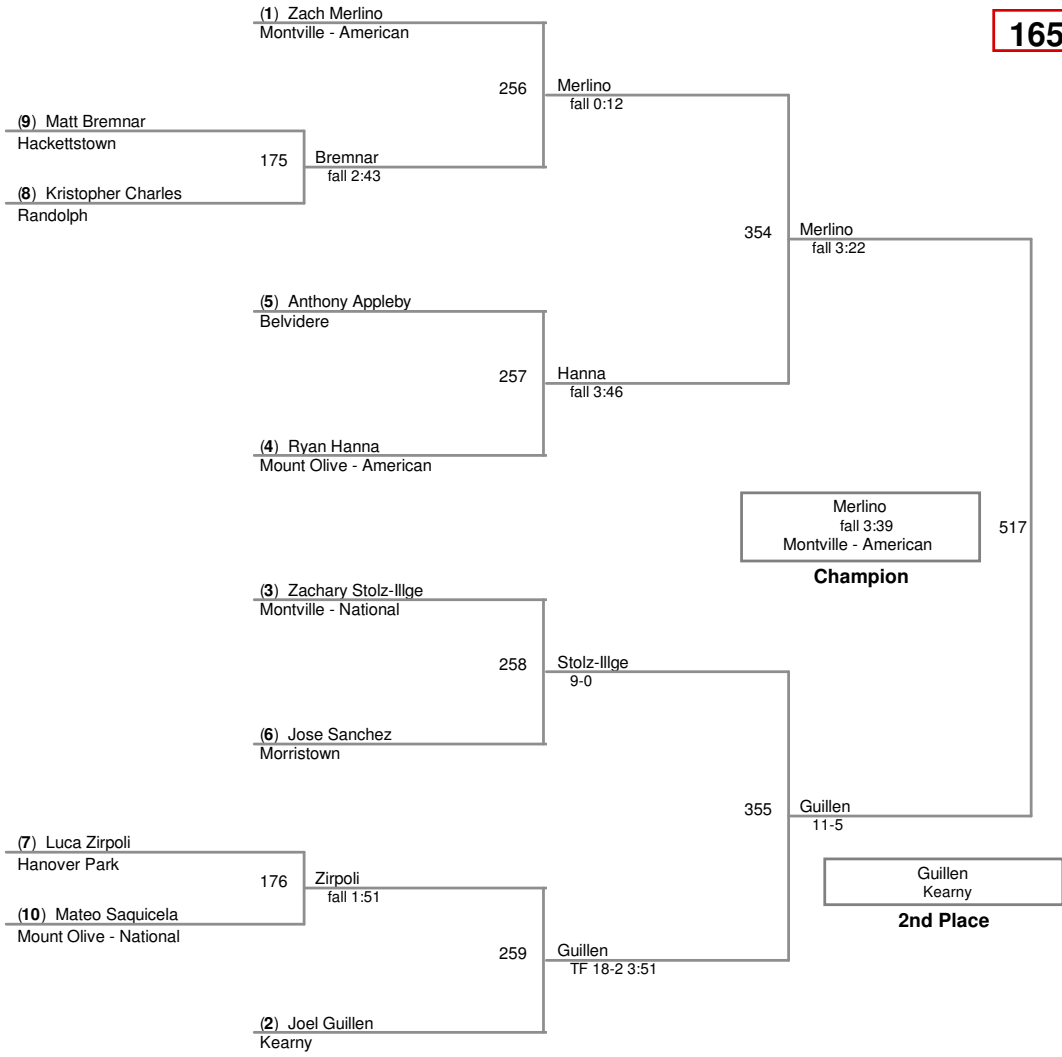 (1) Zach Merlino
Montville - American
165
256
Merlino
fall 0:12
(9) Matt Bremnar
Hackettstown
175
Bremnar
fall 2:43
(8) Kristopher Charles
Randolph
354
Merlino
fall 3:22
(5) Anthony Appleby
Belvidere
257
Hanna
fall 3:46
(4) Ryan Hanna
Mount Olive - American
Merlino
fall 3:39
Montville - American
517
Champion
(3) Zachary Stolz-Illge
Montville - National
258
Stolz-Illge
9-0
(6) Jose Sanchez
Morristown
355
Guillen
11-5
(7) Luca Zirpoli
Hanover Park
176
Zirpoli
fall 1:51
Guillen
Kearny
2nd Place
(10) Mateo Saquicela
Mount Olive - National
259
Guillen
TF 18-2 3:51
(2) Joel Guillen
Kearny